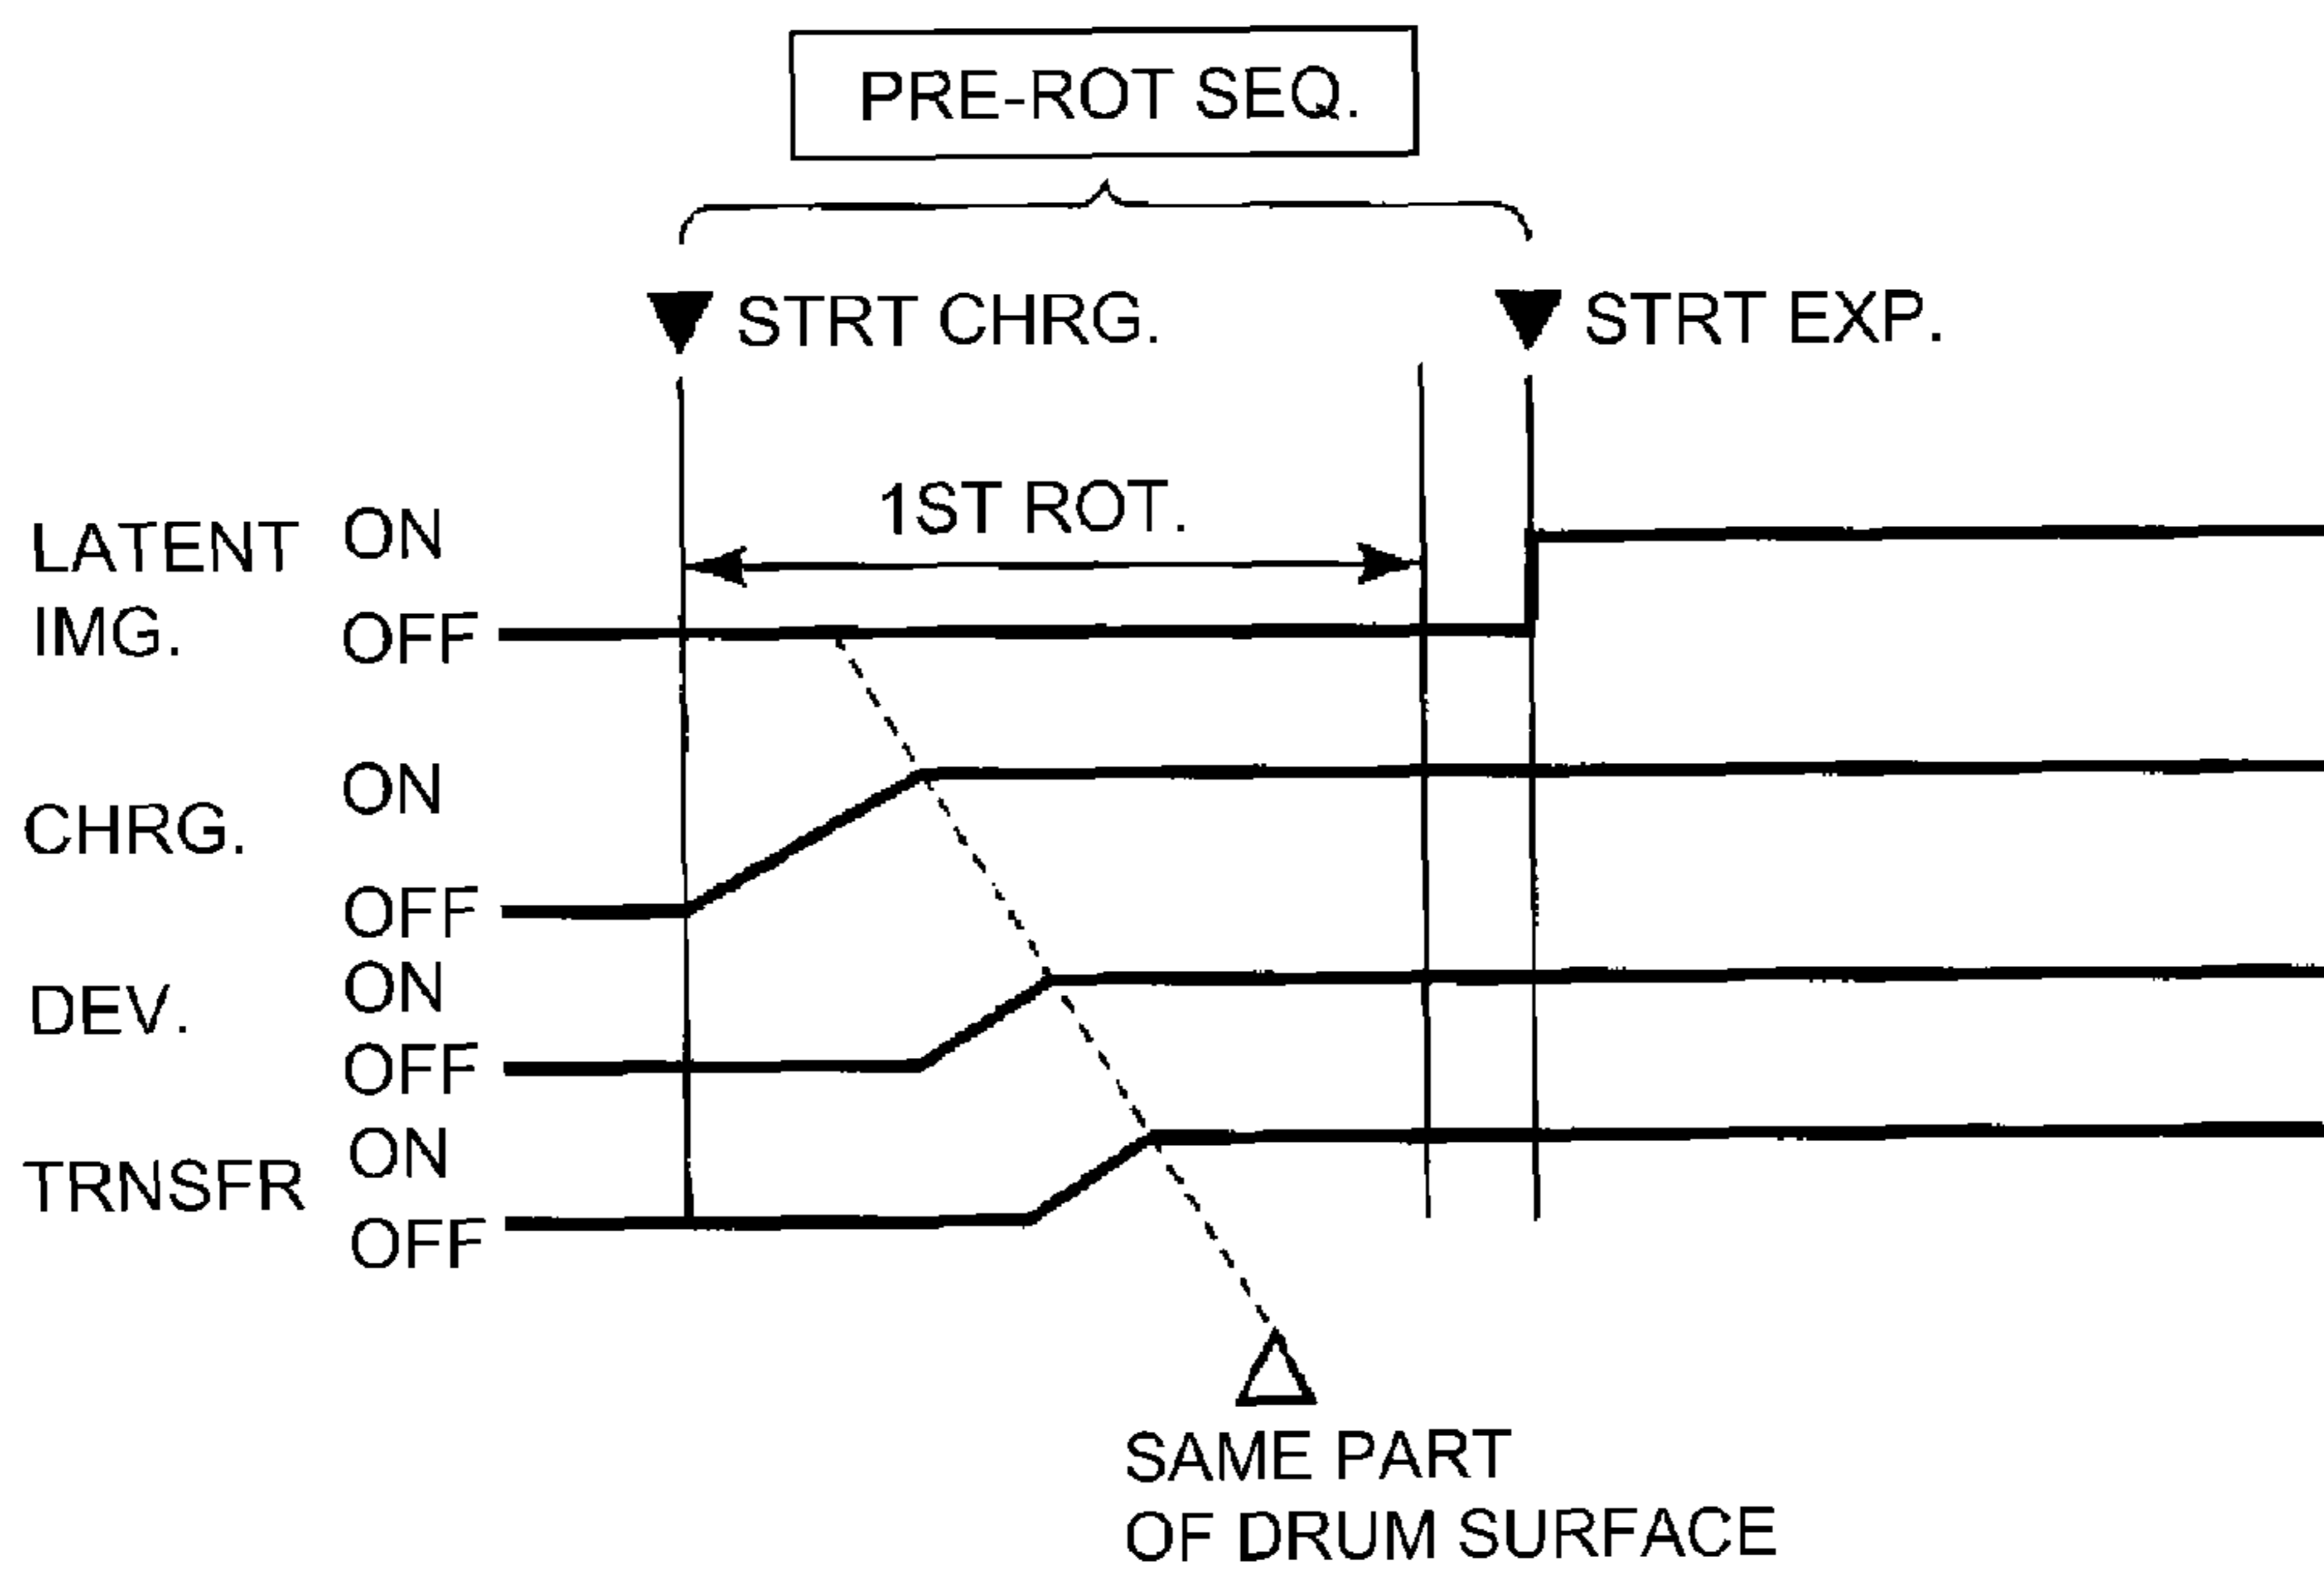 PRE-ROT SEQ.
STRT CHRG.
STRT EXP.
1ST ROT.
LATENT
IMG.
ON
OFF
CHRG.
ON
OFF
DEV.
ON
OFF
TRNSFR
ON
OFF
SAME PART
OF DRUM SURFACE